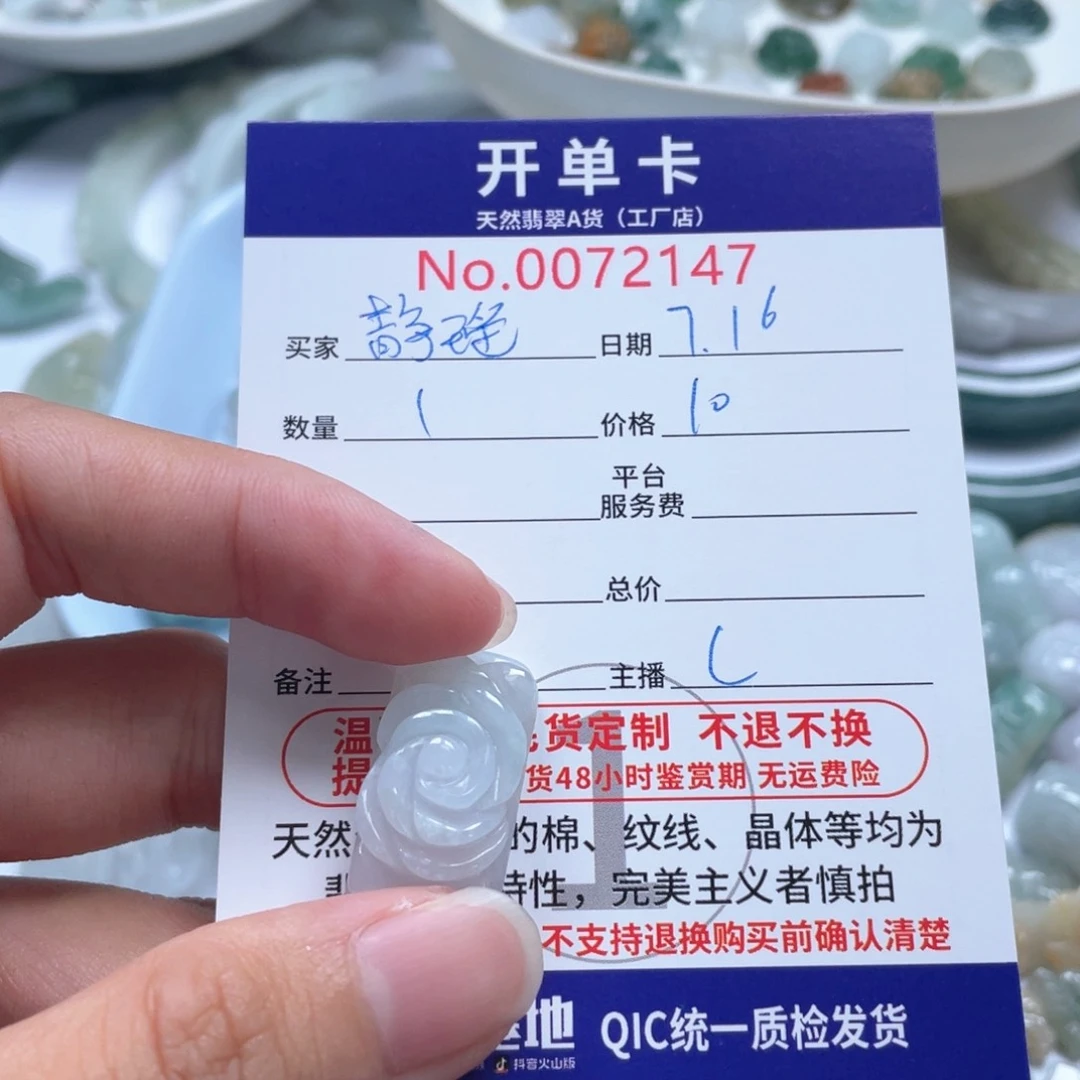 开单卡
天然翡翠A货（工厂店）
No.0072147
买家 日期 7.16
数量 1 价格 10
平台
服务费
总价
备注 主播 L
温 货定制 不退不换
提 货48小时鉴赏期 无运费险
天然 的棉、纹线、晶体等均为
特性，完美主义者慎拍
不支持退换购买前确认清楚
地 QIC统一质检发货
抖音火山版